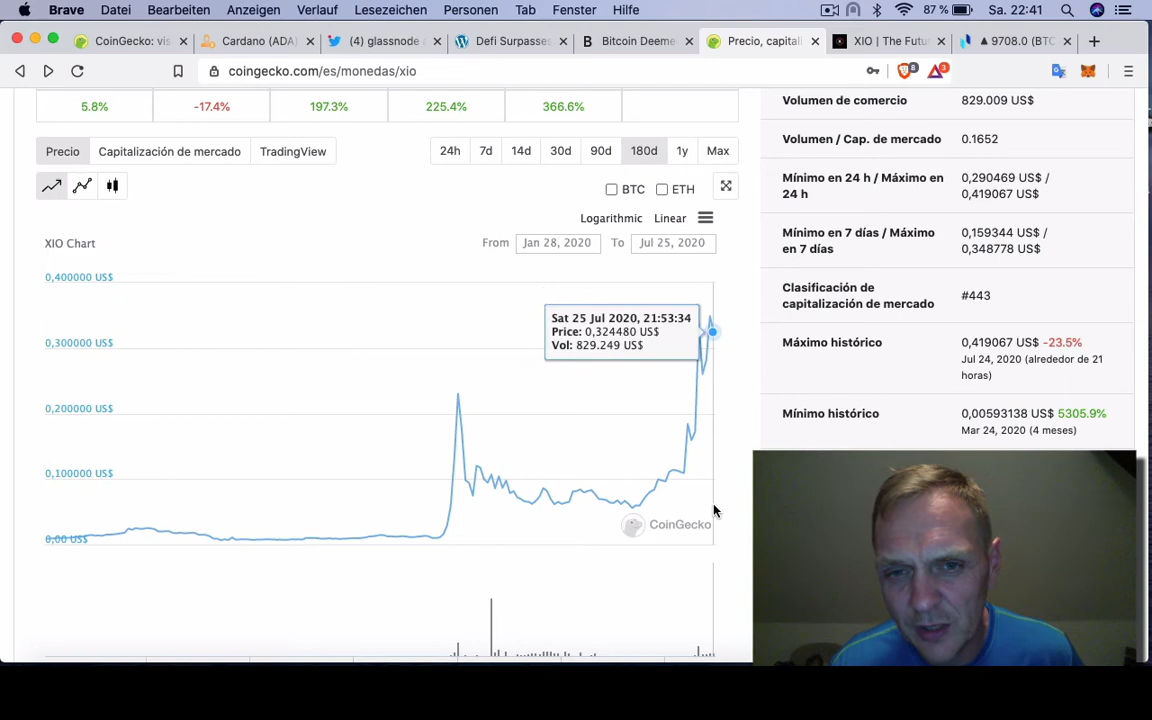 Brave Datei Bearbeiten Anzeigen Verlauf Lesezeichen Personen Tab Fenster Hilfe 87 % Sa. 22:41
CoinGecko: vis Cardano (ADA) (4) glassnode Defi Surpasses Bitcoin Deeme Precio, capital XIO | The Futur 9708.0 (BTC
coingecko.com/es/monedas/xio 8 3
5.8% -17.4% 197.3% 225.4% 366.6%
Precio Capitalización de mercado TradingView 24h 7d 14d 30d 90d 180d 1y Max
BTC ETH
Logarithmic Linear
XIO Chart From Jan 28, 2020 To Jul 25, 2020
0,400000 US$
0,300000 US$
0,200000 US$
0,100000 US$
0,00 US$
Sat 25 Jul 2020, 21:53:34
Price: 0,324480 US$
Vol: 829.249 US$
CoinGecko
Volumen de comercio 829.009 US$
Volumen / Cap. de mercado 0.1652
Mínimo en 24 h / Máximo en 0,290469 US$ /
24 h 0,419067 US$
Mínimo en 7 días / Máximo 0,159344 US$ /
en 7 días 0,348778 US$
Clasificación de
capitalización de mercado #443
Máximo histórico 0,419067 US$ -23.5%
Jul 24, 2020 (alrededor de 21
horas)
Mínimo histórico 0,00593138 US$ 5305.9%
Mar 24, 2020 (4 meses)